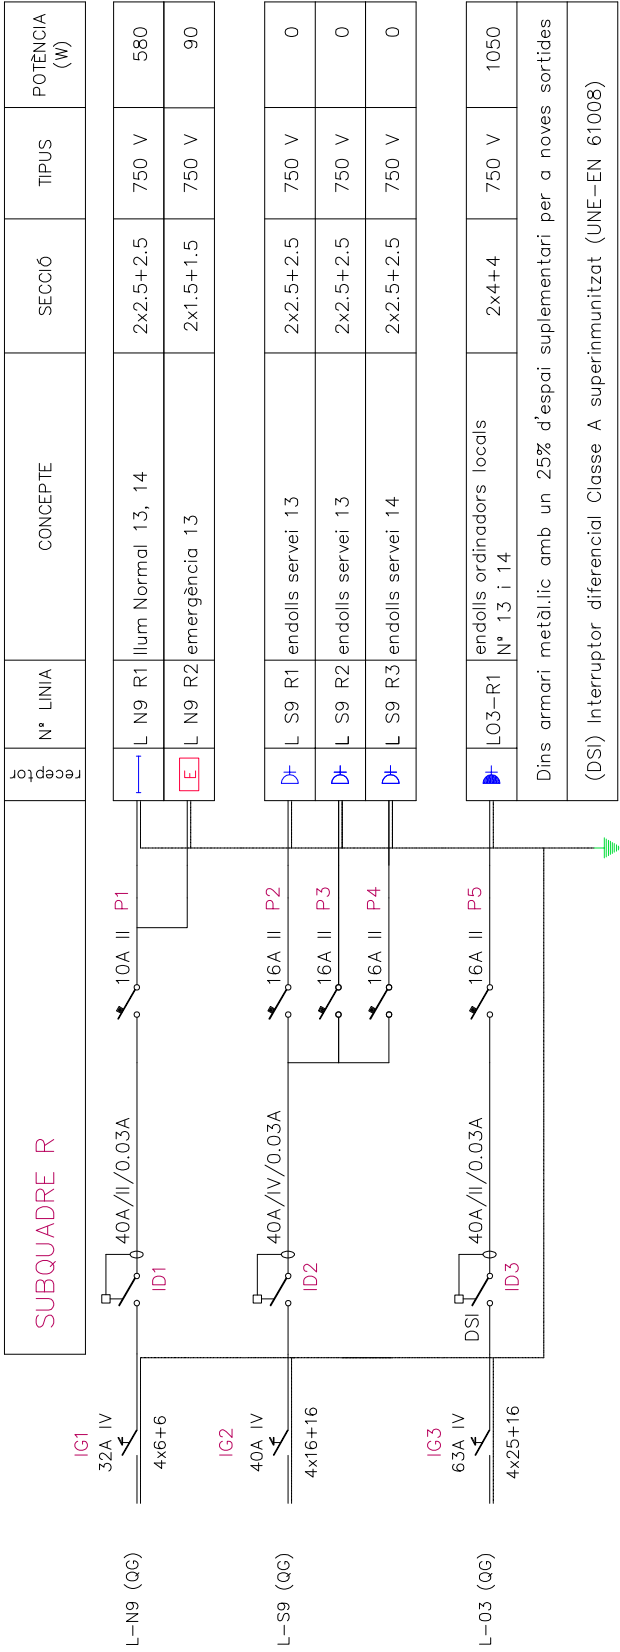 SUBQUADRE R
receptor
Nº LINIA
CONCEPTE
SECCIÓ
TIPUS
POTÈNCIA
(W)
L-N9 (QG)
IG1
32A IV
4x6+6
ID1
40A/II/0.03A
10A II P1
L N9 R1
llum Normal 13, 14
2x2.5+2.5
750 V
580
E
L N9 R2
emergència 13
2x1.5+1.5
750 V
90
L-S9 (QG)
IG2
40A IV
4x16+16
ID2
40A/IV/0.03A
16A II P2
L S9 R1
endolls servei 13
2x2.5+2.5
750 V
0
16A II P3
L S9 R2
endolls servei 13
2x2.5+2.5
750 V
0
16A II P4
L S9 R3
endolls servei 14
2x2.5+2.5
750 V
0
L-03 (QG)
IG3
63A IV
4x25+16
DSI
ID3
40A/II/0.03A
16A II P5
L03-R1
endolls ordinadors locals
Nº 13 i 14
2x4+4
750 V
1050
Dins armari metàl.lic amb un 25% d'espai suplementari per a noves sortides
(DSI) Interruptor diferencial Classe A superinmunitzat (UNE-EN 61008)